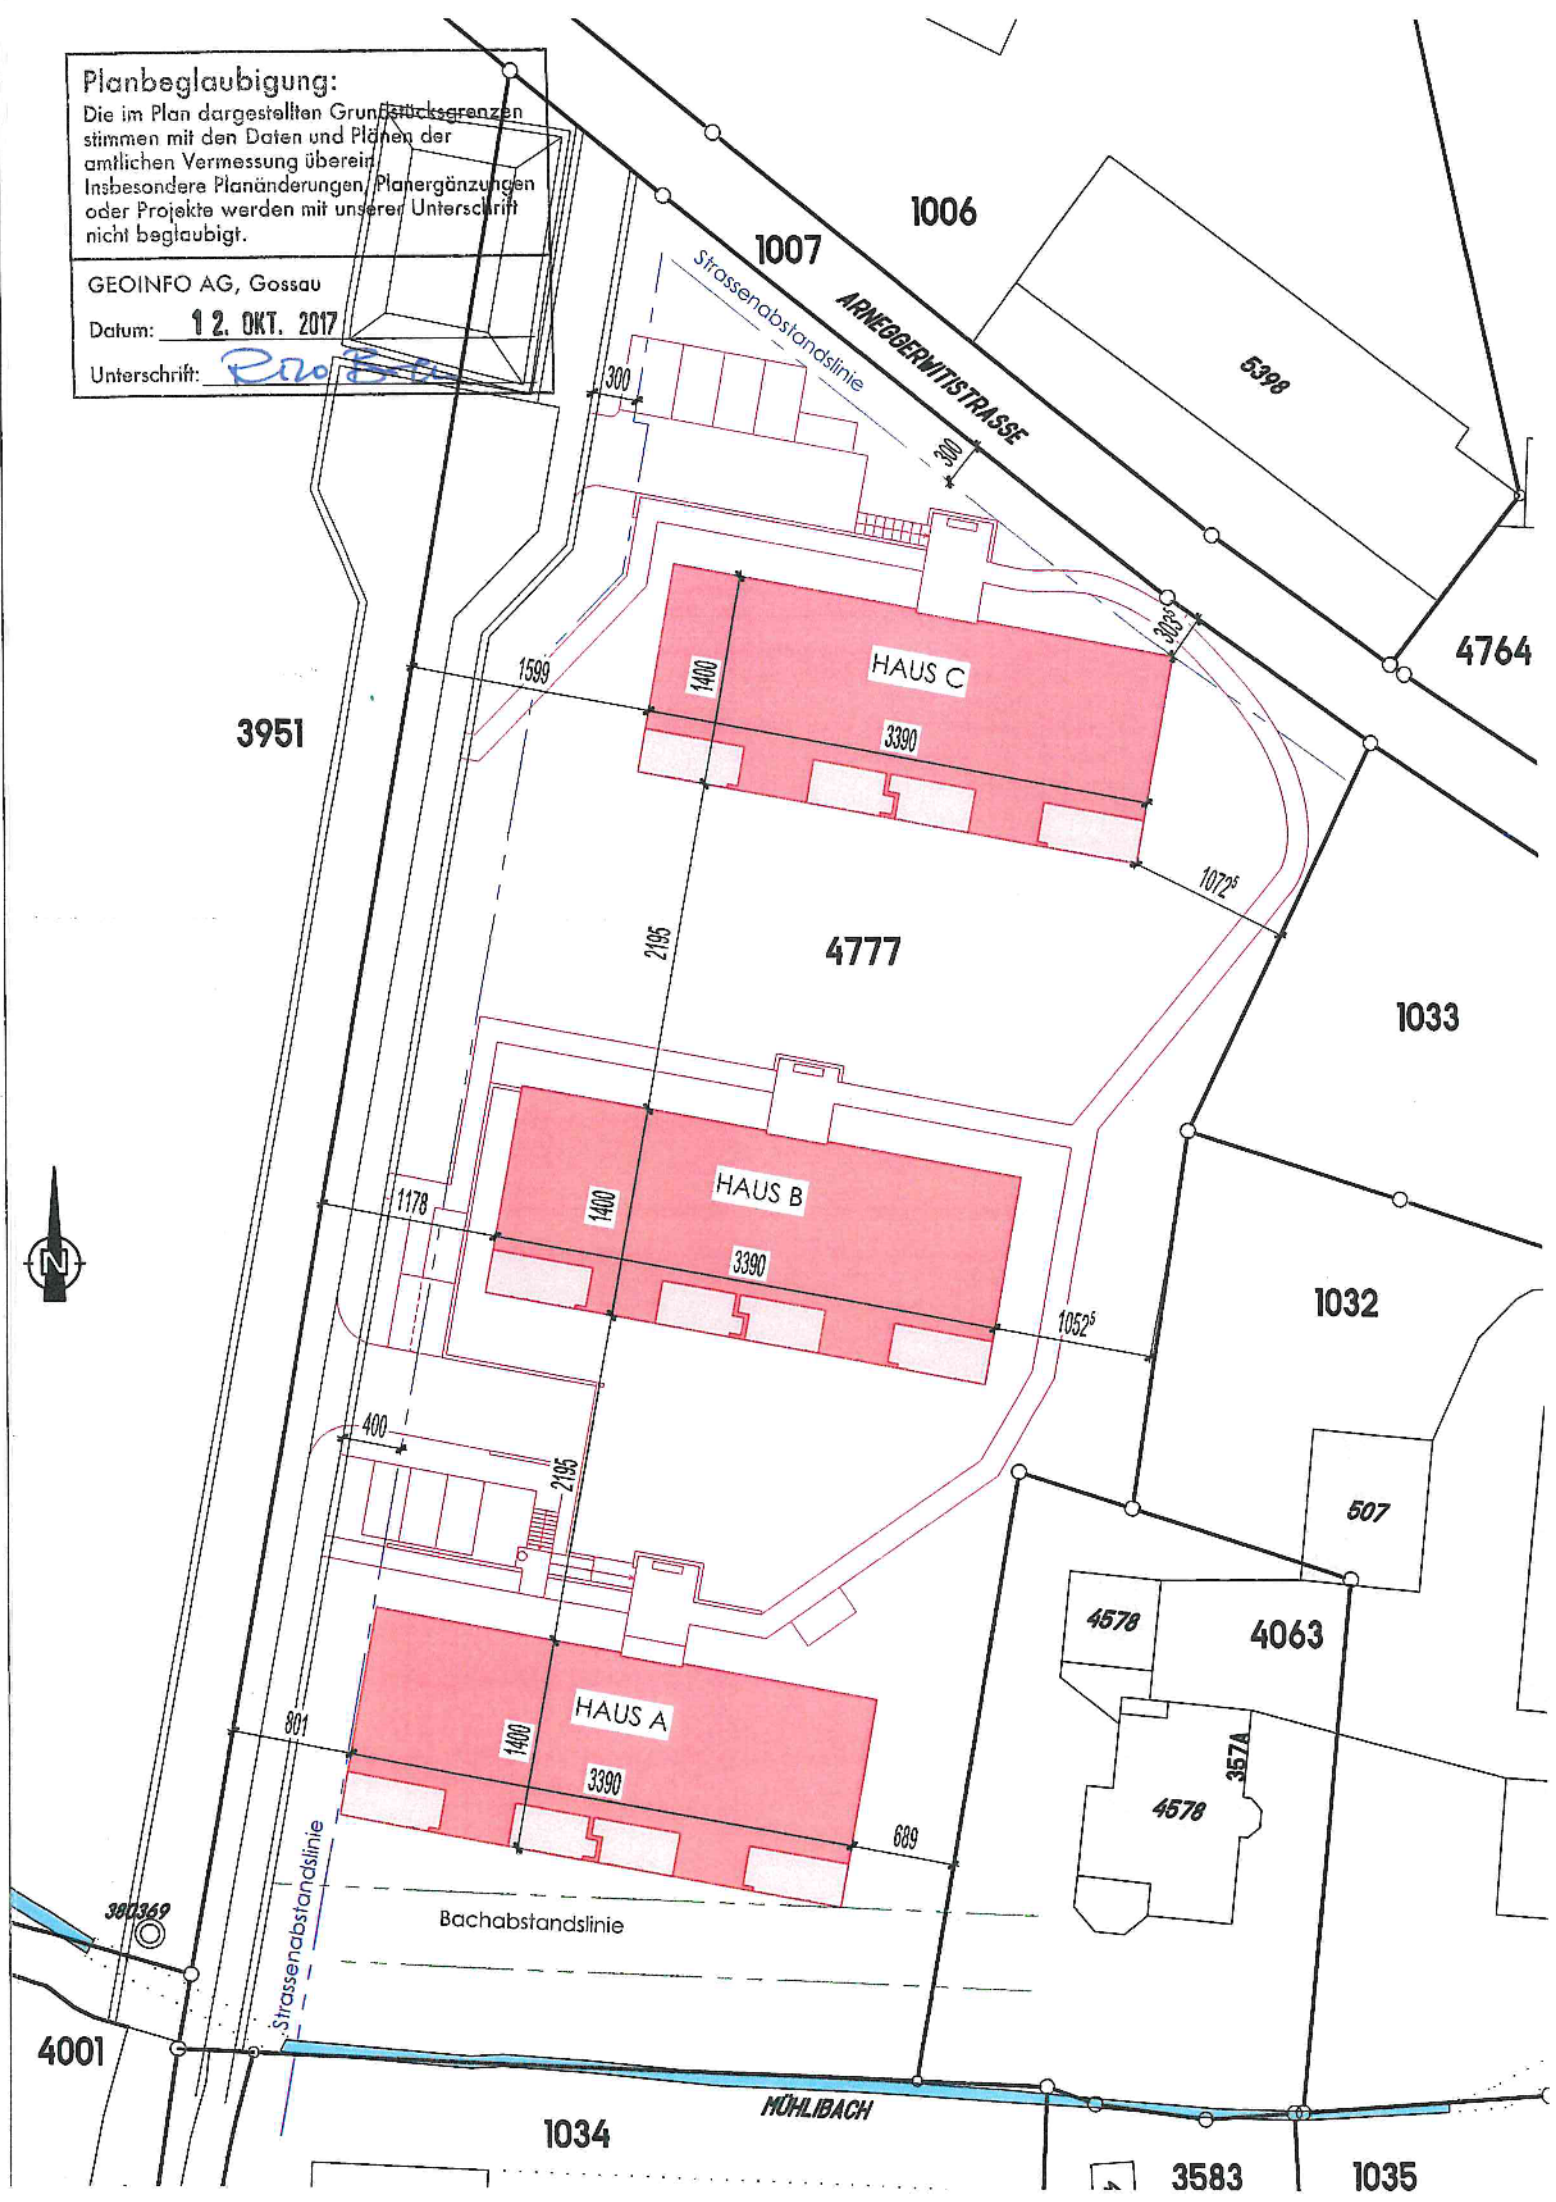 Planbeglaubigung:
Die im Plan dargestellten Grundstücksgrenzen
stimmen mit den Daten und Plänen der
amtlichen Vermessung überein.
Insbesondere Planänderungen, Planergänzungen
oder Projekte werden mit unserer Unterschrift
nicht beglaubigt.
GEOINFO AG, Gossau
Datum: 12. OKT. 2017
Unterschrift:
1006
1007
Strassenabstandslinie
ARNEGGERWITISTRASSE
5398
300
300
303⁵
4764
HAUS C
1599
1400
3390
3951
1072⁵
2195
4777
1033
HAUS B
1178
1400
3390
1052⁵
N
1032
400
2195
507
4578
4063
HAUS A
801
1400
3390
357A
4578
689
Strassenabstandslinie
Bachabstandslinie
380369
4001
MÜHLIBACH
1034
3583
1035